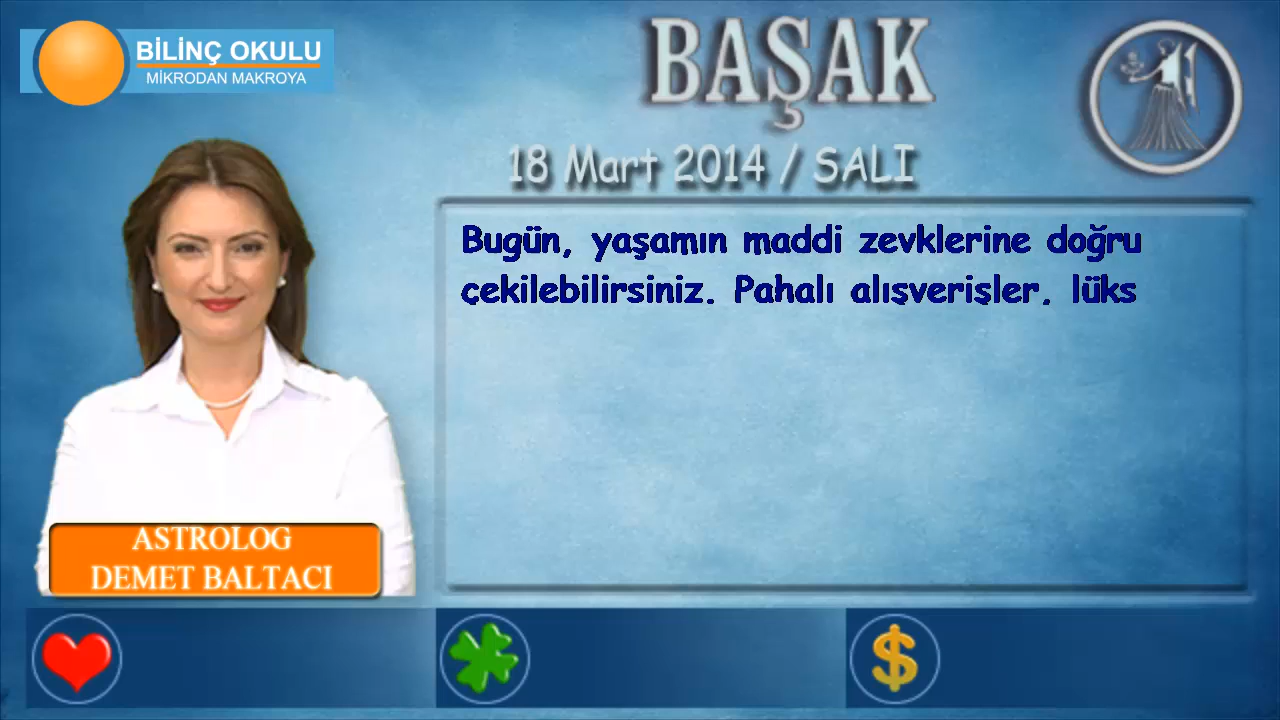 BİLİNÇ OKULU
MİKRODAN MAKROYA
BAŞAK
18 Mart 2014 / SALI
Bugün, yaşamın maddi zevklerine doğru
çekilebilirsiniz. Pahalı alışverişler, lüks
ASTROLOG
DEMET BALTACI